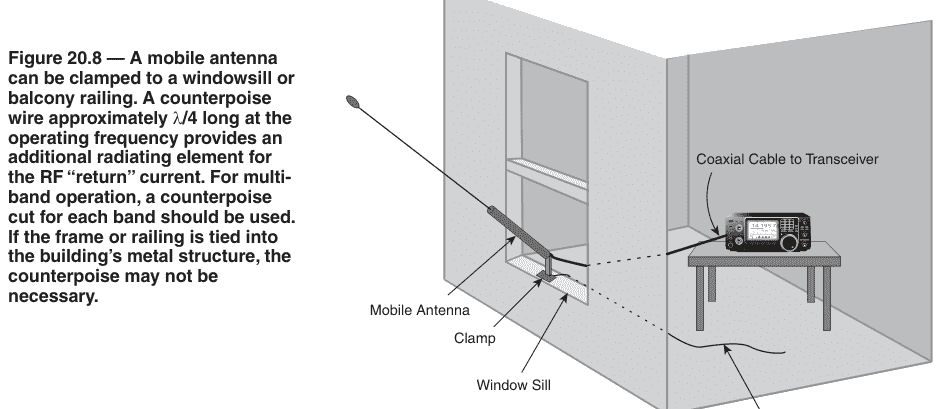 Figure 20.8 — A mobile antenna
can be clamped to a windowsill or
balcony railing. A counterpoise
wire approximately λ/4 long at the
operating frequency provides an
additional radiating element for
the RF “return” current. For multi-
band operation, a counterpoise
cut for each band should be used.
If the frame or railing is tied into
the building’s metal structure, the
counterpoise may not be
necessary.
Coaxial Cable to Transceiver
Mobile Antenna
Clamp
Window Sill